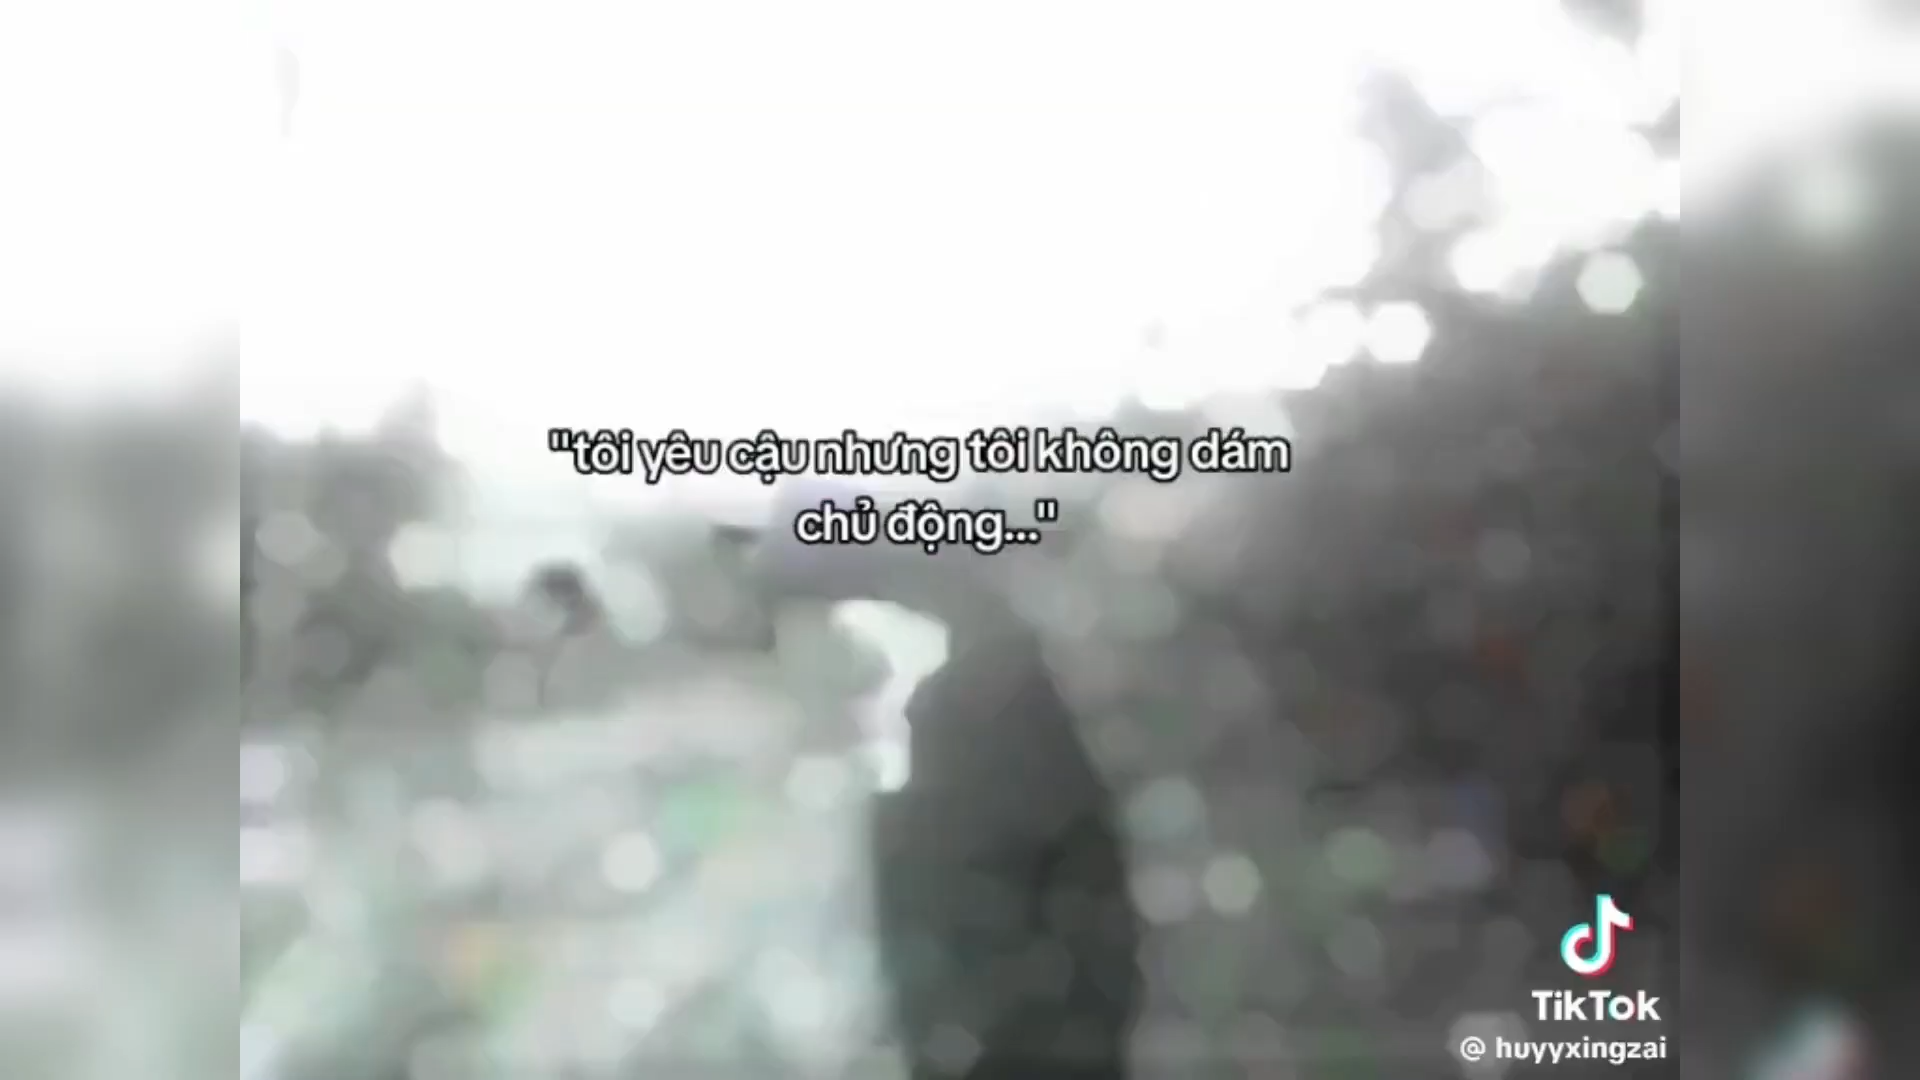 "tôi yêu cậu nhưng tôi không dám
chủ động..."
TikTok
@ huyyxingzai